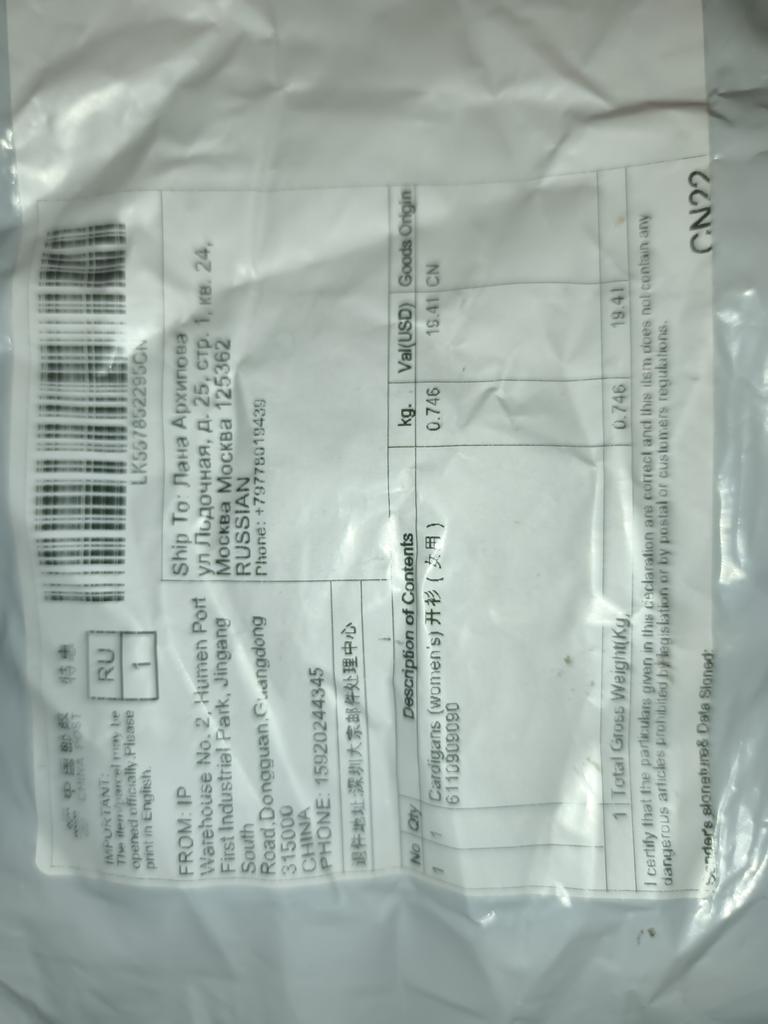 中国邮政 特惠
CHINA POST
IMPORTANT:
The item/parcel may be
opened officially. Please
print in English.
RU
1
LK557852295CN
FROM: IP
Warehouse No. 2, Humen Port
First Industrial Park, Jingang
South
Road,Dongguan,Guangdong
315000
CHINA
PHONE: 15920244345
退件地址:深圳大宗邮件处理中心
Ship To: Лана Архипова
ул Лодочная, д. 25, стр. 1, кв. 24,
Москва Москва 125362
RUSSIAN
Phone: +79778019439
No Qty Description of Contents kg. Val(USD) Goods Origin
1 1 Cardigans (women's) 开衫 ( 女用 ) 0.746 19.41 CN
6110909090
1 Total Gross Weight(Kg) 0.746 19.41
I certify that the particulars given in this declaration are correct and this item does not contain any
dangerous articles prohibited by legislation or by postal or customers regulations.
Sender's signature& Data Signed:
CN22